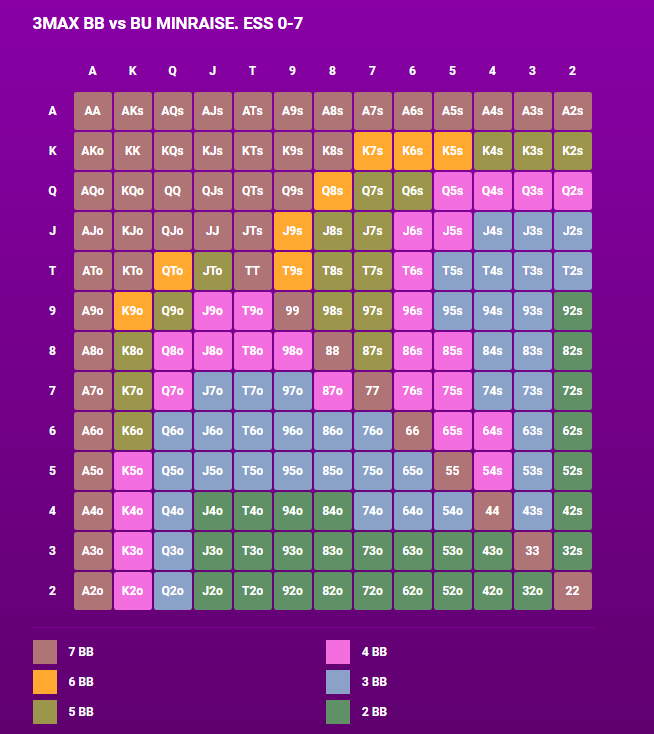 3MAX BB vs BU MINRAISE. ESS 0-7
A K Q J T 9 8 7 6 5 4 3 2
A AA AKs AQs AJs ATs A9s A8s A7s A6s A5s A4s A3s A2s
K AKo KK KQs KJs KTs K9s K8s K7s K6s K5s K4s K3s K2s
Q AQo KQo QQ QJs QTs Q9s Q8s Q7s Q6s Q5s Q4s Q3s Q2s
J AJo KJo QJo JJ JTs J9s J8s J7s J6s J5s J4s J3s J2s
T ATo KTo QTo JTo TT T9s T8s T7s T6s T5s T4s T3s T2s
9 A9o K9o Q9o J9o T9o 99 98s 97s 96s 95s 94s 93s 92s
8 A8o K8o Q8o J8o T8o 98o 88 87s 86s 85s 84s 83s 82s
7 A7o K7o Q7o J7o T7o 97o 87o 77 76s 75s 74s 73s 72s
6 A6o K6o Q6o J6o T6o 96o 86o 76o 66 65s 64s 63s 62s
5 A5o K5o Q5o J5o T5o 95o 85o 75o 65o 55 54s 53s 52s
4 A4o K4o Q4o J4o T4o 94o 84o 74o 64o 54o 44 43s 42s
3 A3o K3o Q3o J3o T3o 93o 83o 73o 63o 53o 43o 33 32s
2 A2o K2o Q2o J2o T2o 92o 82o 72o 62o 52o 42o 32o 22
7 BB 4 BB
6 BB 3 BB
5 BB 2 BB